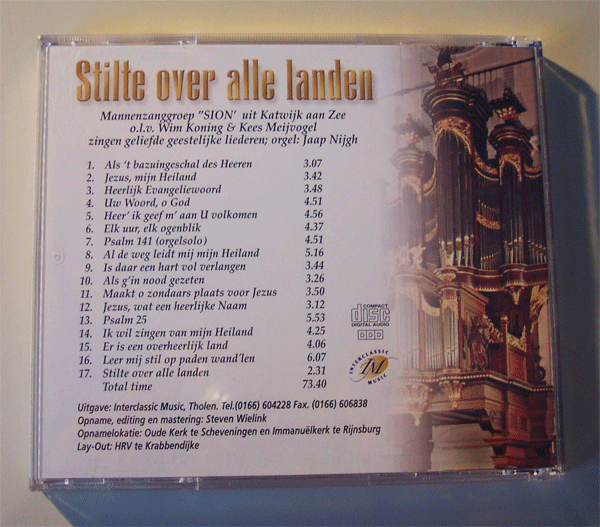 Stilte over alle landen
Mannenzanggroep "SION' uit Katwijk aan Zee
o.l.v. Wim Koning & Kees Meijvogel
zingen geliefde geestelijke liederen; orgel: Jaap Nijgh
1. Als 't bazuingeschal des Heeren 3.07
2. Jezus, mijn Heiland 3.42
3. Heerlijk Evangeliewoord 3.48
4. Uw Woord, o God 4.51
5. Heer' ik geef m' aan U volkomen 4.56
6. Elk uur, elk ogenblik 4.37
7. Psalm 141 (orgelsolo) 4.51
8. Al de weg leidt mij mijn Heiland 5.16
9. Is daar een hart vol verlangen 3.44
10. Als g'in nood gezeten 3.26
11. Maakt o zondaars plaats voor Jezus 3.50
12. Jezus, wat een heerlijke Naam 3.12
13. Psalm 25 5.53
14. Ik wil zingen van mijn Heiland 4.25
15. Er is een overheerlijk land 4.06
16. Leer mij stil op paden wand'len 6.07
17. Stilte over alle landen 2.31
Total time 73.40
COMPACT
disc
DIGITAL AUDIO
INTERCLASSIC
IM
MUSIC
Uitgave: Interclassic Music, Tholen. Tel.(0166) 604228 Fax. (0166) 606838
Opname, editing en mastering: Steven Wielink
Opnamelokatie: Oude Kerk te Scheveningen en Immanuëlkerk te Rijnsburg
Lay-Out: HRV te Krabbendijke